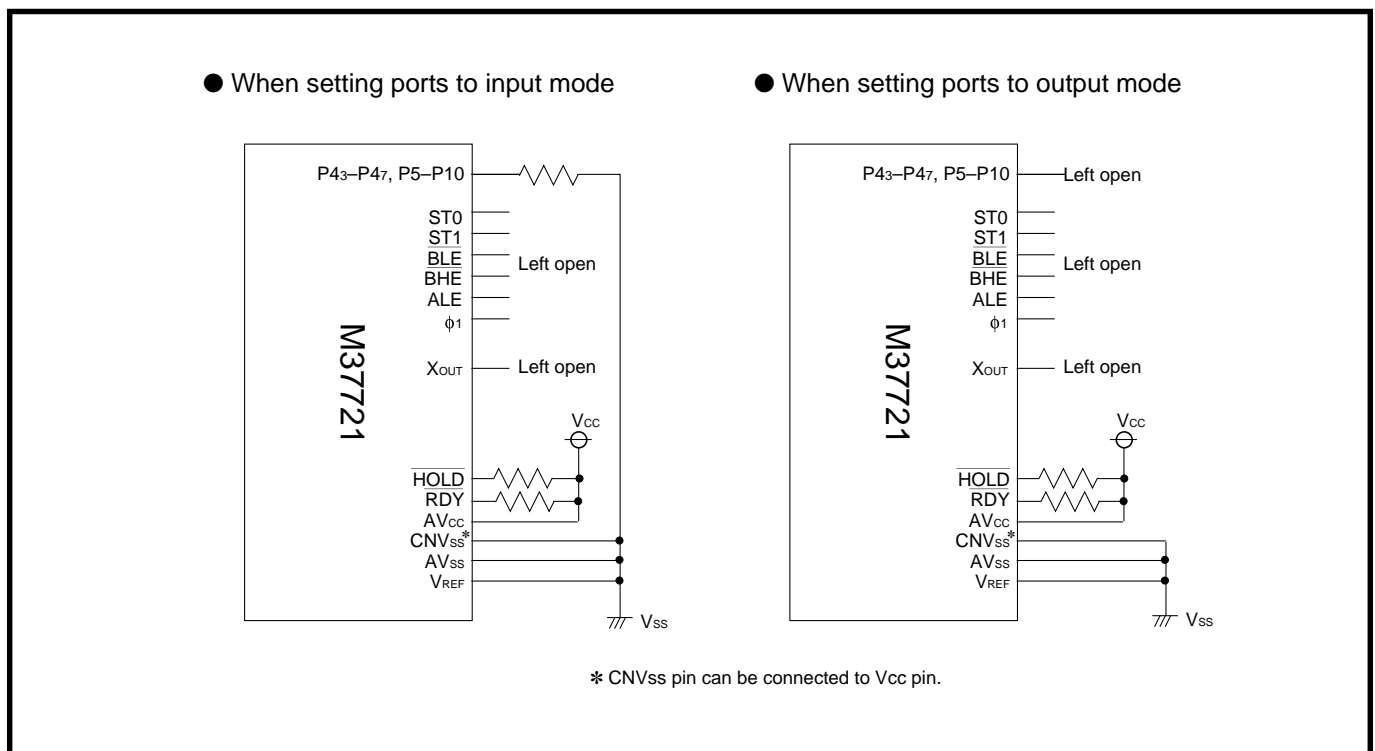 ● When setting ports to input mode
P43–P47, P5–P10
ST0
ST1
BLE
BHE
Left open
ALE
ϕ1
M37721
XOUT
Left open
VCC
HOLD
RDY
AVCC
CNVSS*
AVSS
VREF
VSS
● When setting ports to output mode
P43–P47, P5–P10
Left open
ST0
ST1
BLE
BHE
Left open
ALE
ϕ1
M37721
XOUT
Left open
VCC
HOLD
RDY
AVCC
CNVSS*
AVSS
VREF
VSS
* CNVss pin can be connected to Vcc pin.